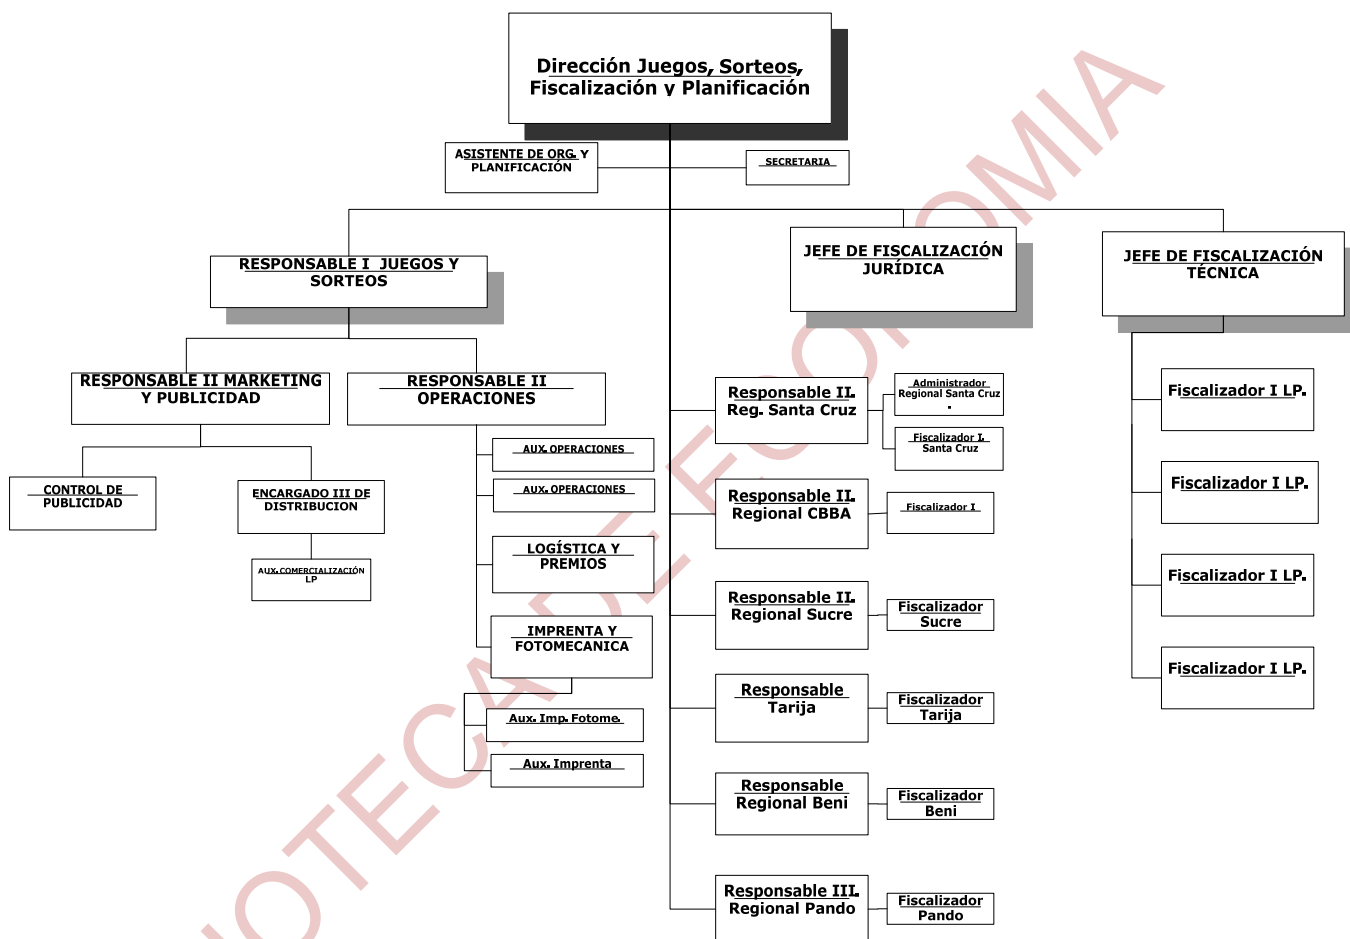 Dirección Juegos, Sorteos,
Fiscalización y Planificación
ASISTENTE DE ORG. Y
PLANIFICACIÓN
SECRETARIA
RESPONSABLE I JUEGOS Y
SORTEOS
JEFE DE FISCALIZACIÓN
JURÍDICA
JEFE DE FISCALIZACIÓN
TÉCNICA
RESPONSABLE II MARKETING
Y PUBLICIDAD
RESPONSABLE II
OPERACIONES
CONTROL DE
PUBLICIDAD
ENCARGADO III DE
DISTRIBUCION
AUX. COMERCIALIZACIÓN
LP
AUX. OPERACIONES
AUX. OPERACIONES
LOGÍSTICA Y
PREMIOS
IMPRENTA Y
FOTOMECANICA
Aux. Imp. Fotome.
Aux. Imprenta
Responsable II.
Reg. Santa Cruz
Administrador
Regional Santa Cruz
.
Fiscalizador I.
Santa Cruz
Responsable II.
Regional CBBA
Fiscalizador I
Responsable II.
Regional Sucre
Fiscalizador
Sucre
Responsable
Tarija
Fiscalizador
Tarija
Responsable
Regional Beni
Fiscalizador
Beni
Responsable III.
Regional Pando
Fiscalizador
Pando
Fiscalizador I LP.
Fiscalizador I LP.
Fiscalizador I LP.
Fiscalizador I LP.
IOTECA DE ECONOMIA